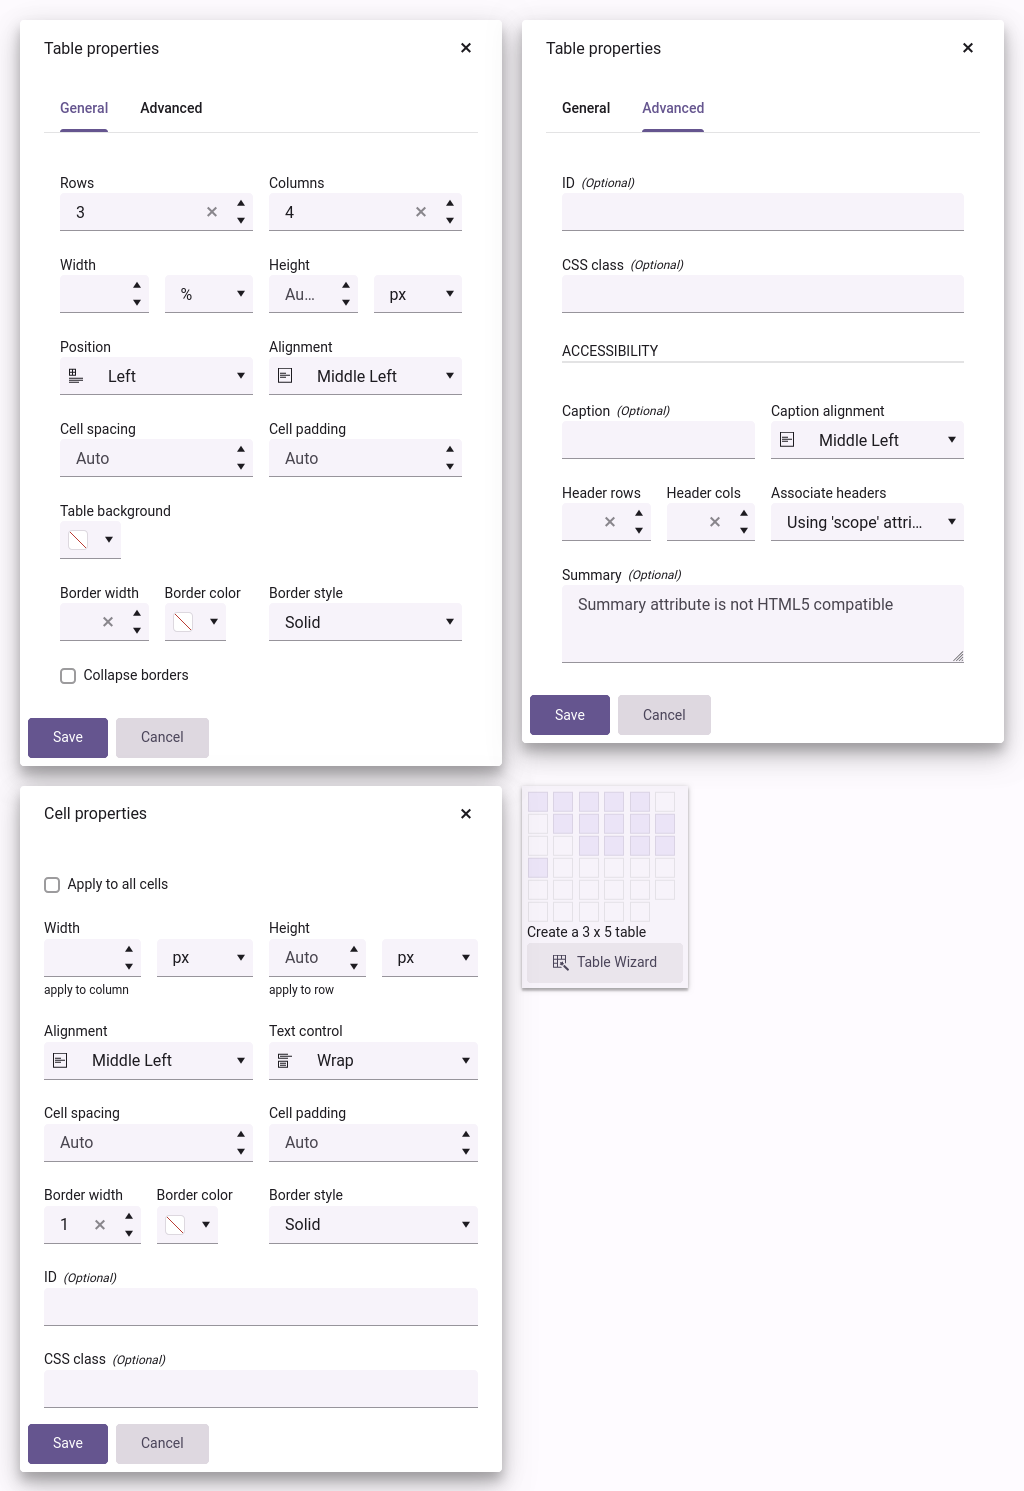 Table properties
General Advanced
Rows Columns
3 4
Width Height
% Au... px
Position Alignment
Left Middle Left
Cell spacing Cell padding
Auto Auto
Table background
Border width Border color Border style
Solid
Collapse borders
Save Cancel
Table properties
General Advanced
ID (Optional)
CSS class (Optional)
ACCESSIBILITY
Caption (Optional) Caption alignment
Middle Left
Header rows Header cols Associate headers
Using 'scope' attri...
Summary (Optional)
Summary attribute is not HTML5 compatible
Save Cancel
Cell properties
Apply to all cells
Width Height
px Auto px
apply to column apply to row
Alignment Text control
Middle Left Wrap
Cell spacing Cell padding
Auto Auto
Border width Border color Border style
1 Solid
ID (Optional)
CSS class (Optional)
Save Cancel
Create a 3 x 5 table
Table Wizard